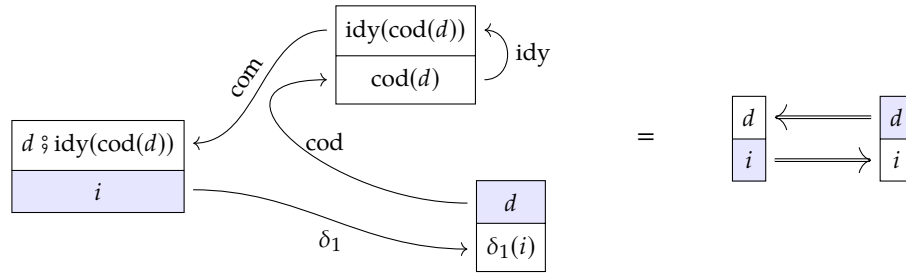 idy(cod(d))
cod(d)
idy
com
d ⨟ idy(cod(d))
i
cod
δ₁
d
δ₁(i)
=
d
i
d
i